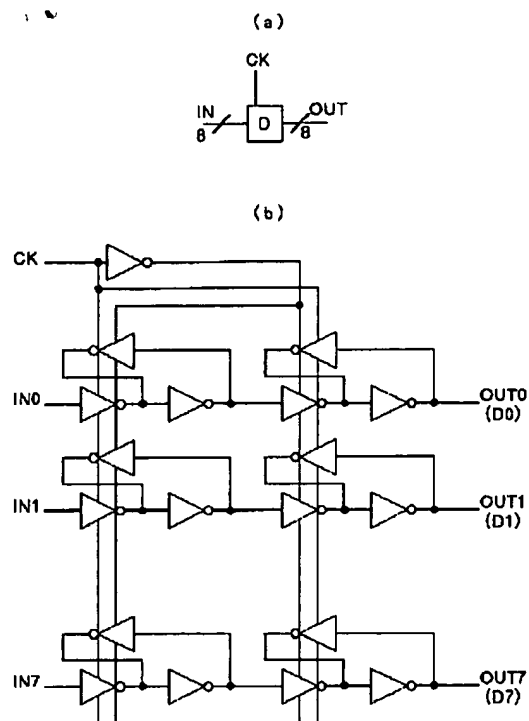 (a)
CK
IN
8
D
OUT
8
(b)
CK
IN0
OUT0
(D0)
IN1
OUT1
(D1)
IN7
OUT7
(D7)